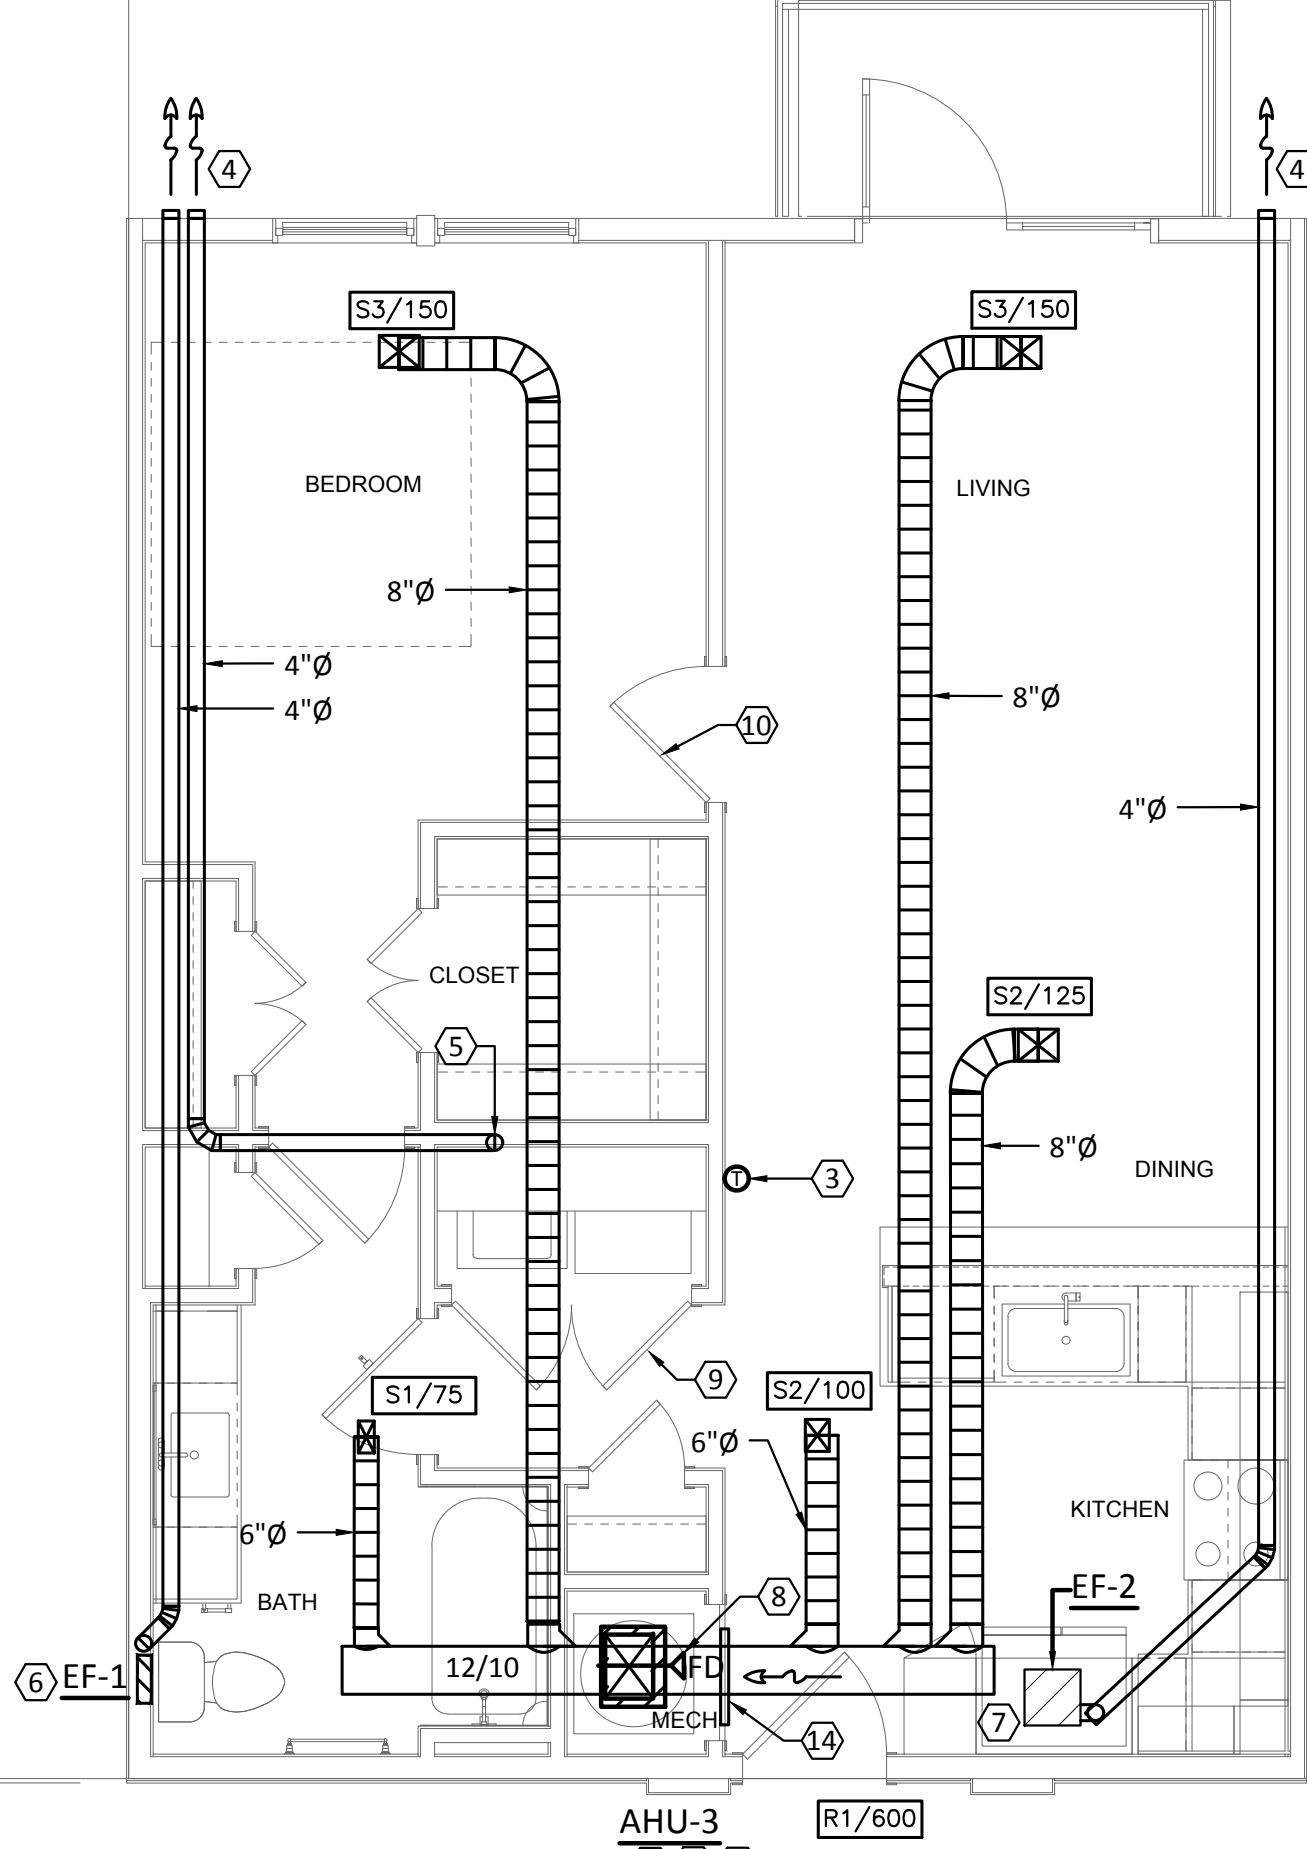 4
4
S3/150
S3/150
BEDROOM
LIVING
8"Ø
4"Ø
8"Ø
4"Ø
10
4"Ø
CLOSET
S2/125
5
8"Ø
DINING
T
3
9
S1/75
S2/100
6"Ø
6"Ø
KITCHEN
BATH
8
EF-2
12/10
FD
6 EF-1
MECH
7
14
AHU-3
R1/600